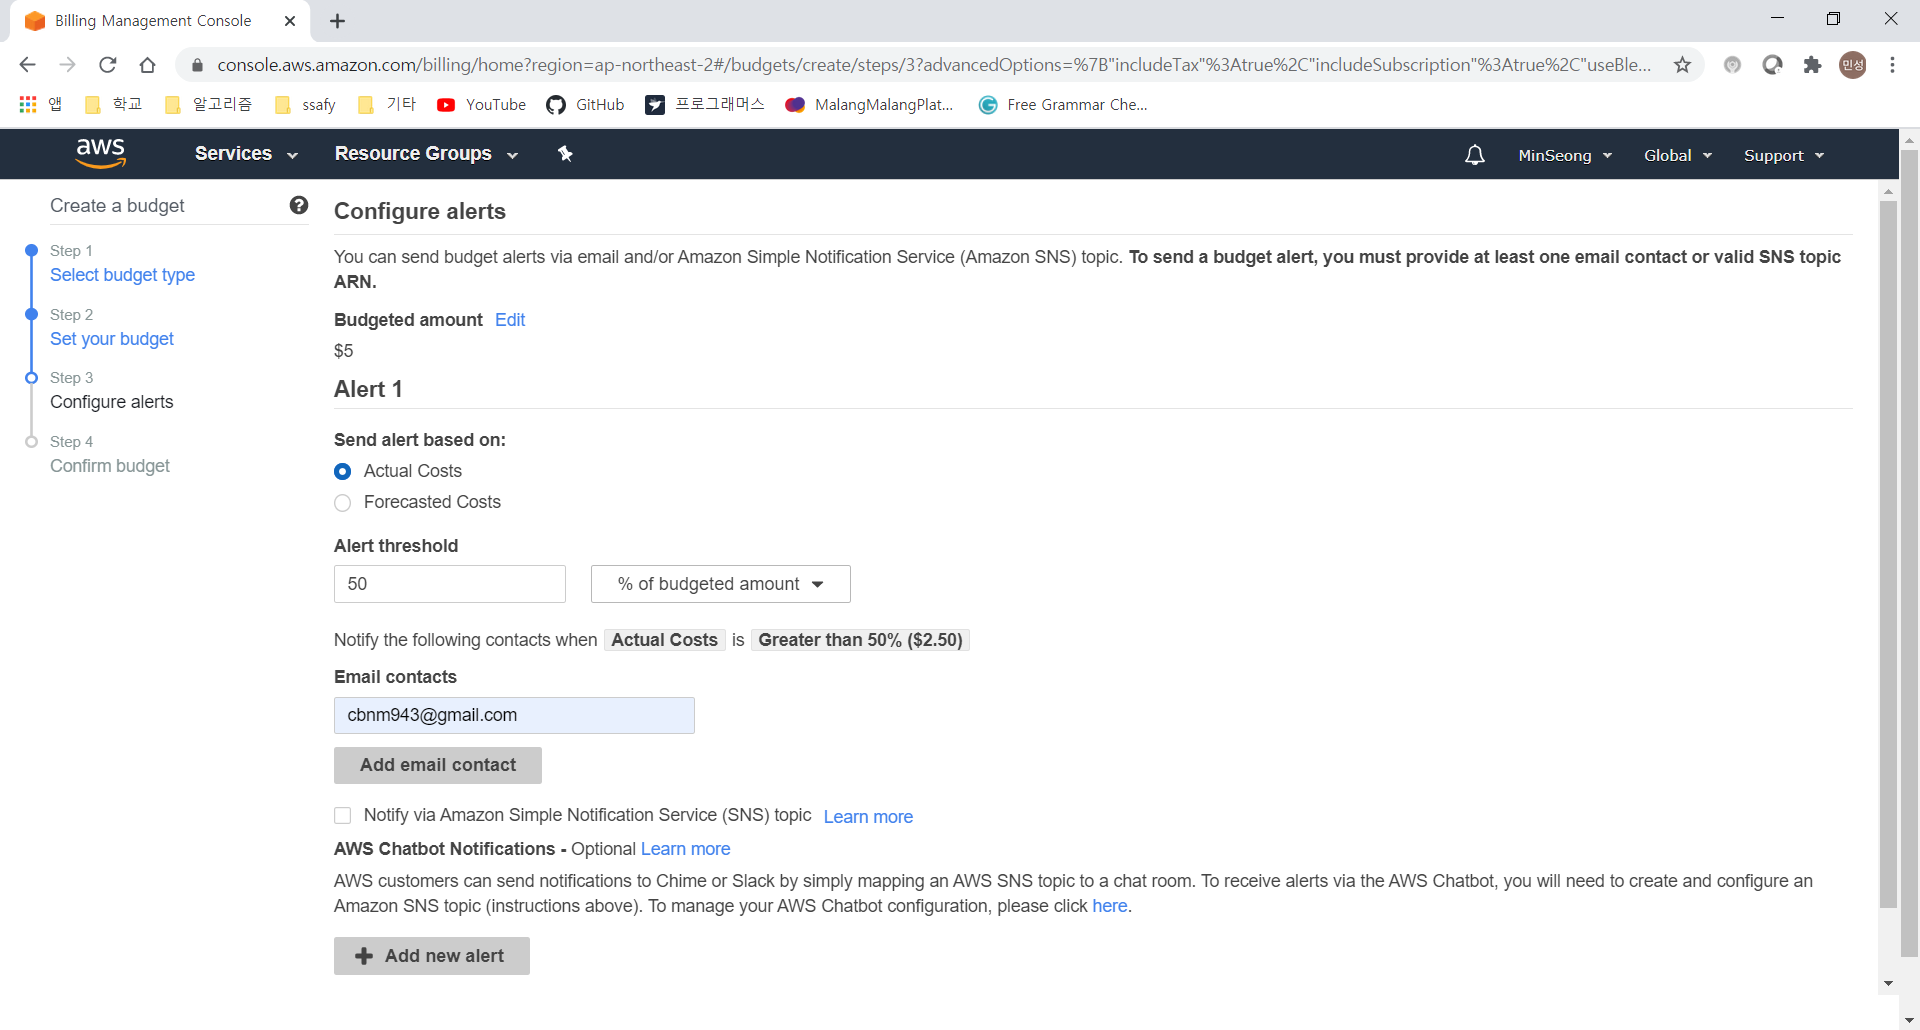 Billing Management Console
console.aws.amazon.com/billing/home?region=ap-northeast-2#/budgets/create/steps/3?advancedOptions=%7B"includeTax"%3Atrue%2C"includeSubscription"%3Atrue%2C"useBle...
민성
앱 학교 알고리즘 ssafy 기타 YouTube GitHub 프로그래머스 MalangMalangPlat... Free Grammar Che...
aws Services Resource Groups MinSeong Global Support
Create a budget
Step 1
Select budget type
Step 2
Set your budget
Step 3
Configure alerts
Step 4
Confirm budget
Configure alerts
You can send budget alerts via email and/or Amazon Simple Notification Service (Amazon SNS) topic. To send a budget alert, you must provide at least one email contact or valid SNS topic
ARN.
Budgeted amount Edit
$5
Alert 1
Send alert based on:
Actual Costs
Forecasted Costs
Alert threshold
50 % of budgeted amount
Notify the following contacts when Actual Costs is Greater than 50% ($2.50)
Email contacts
cbnm943@gmail.com
Add email contact
Notify via Amazon Simple Notification Service (SNS) topic Learn more
AWS Chatbot Notifications - Optional Learn more
AWS customers can send notifications to Chime or Slack by simply mapping an AWS SNS topic to a chat room. To receive alerts via the AWS Chatbot, you will need to create and configure an
Amazon SNS topic (instructions above). To manage your AWS Chatbot configuration, please click here.
Add new alert